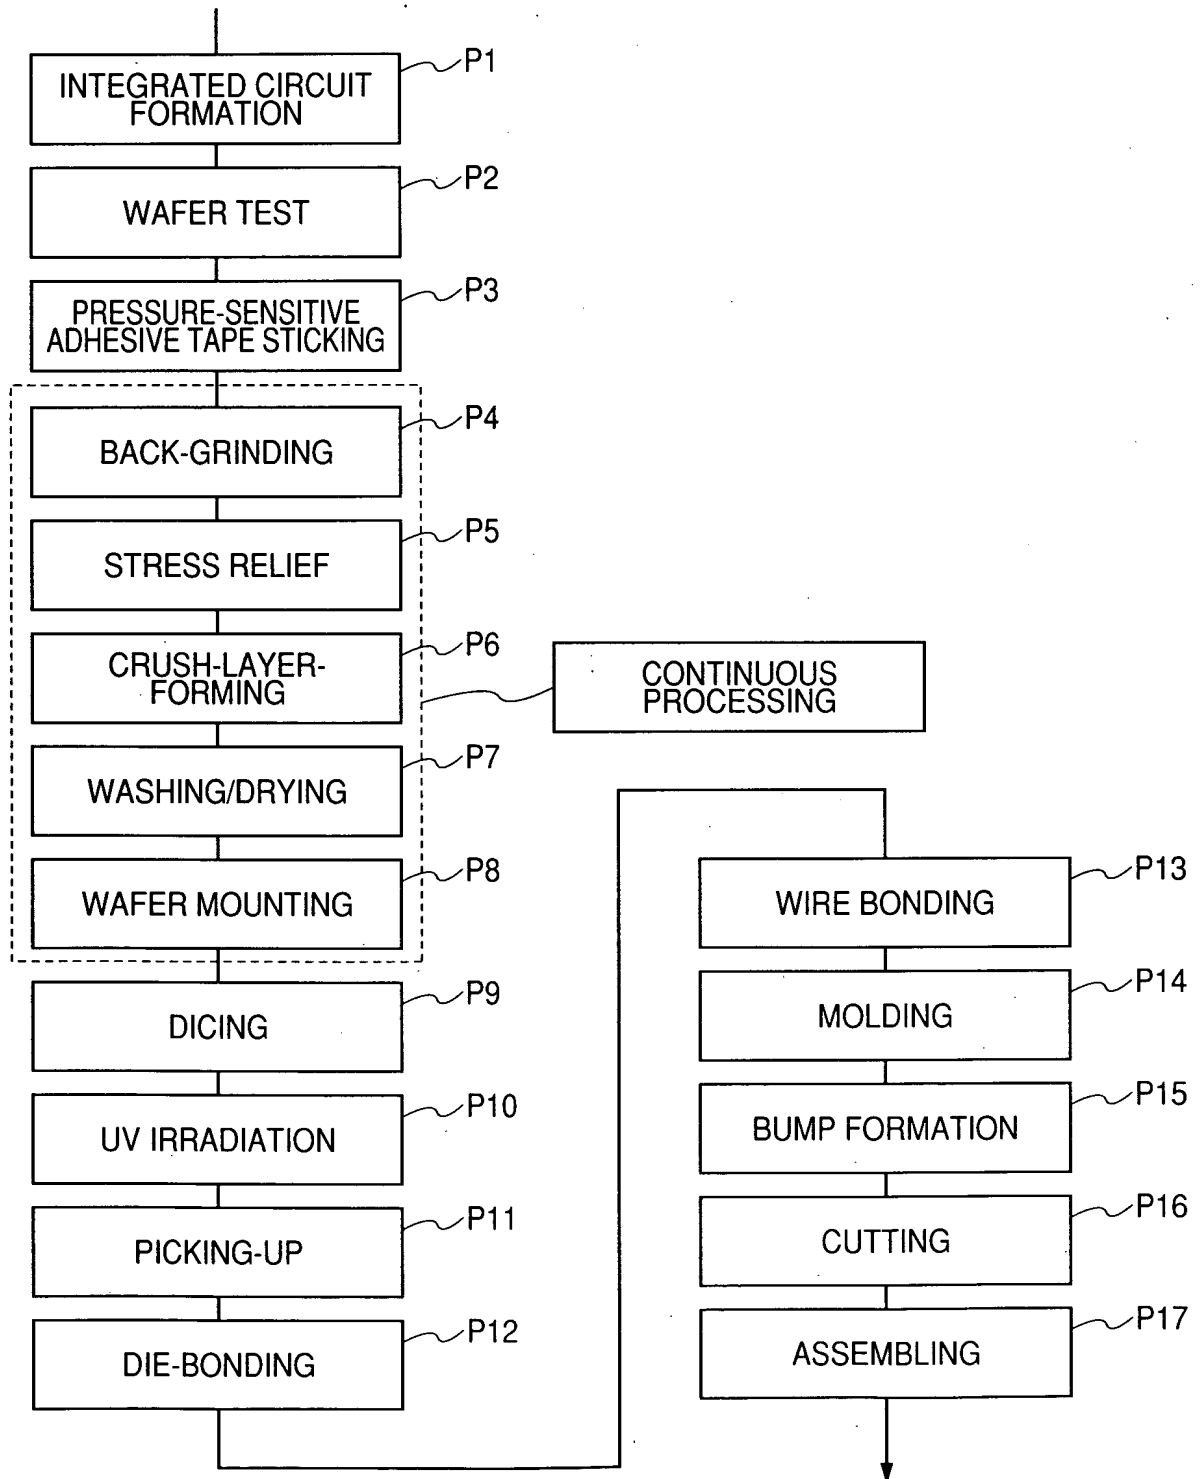 P1
INTEGRATED CIRCUIT
FORMATION
P2
WAFER TEST
P3
PRESSURE-SENSITIVE
ADHESIVE TAPE STICKING
P4
BACK-GRINDING
P5
STRESS RELIEF
P6
CRUSH-LAYER-
FORMING
CONTINUOUS
PROCESSING
P7
WASHING/DRYING
P8
WAFER MOUNTING
P9
DICING
P10
UV IRRADIATION
P11
PICKING-UP
P12
DIE-BONDING
P13
WIRE BONDING
P14
MOLDING
P15
BUMP FORMATION
P16
CUTTING
P17
ASSEMBLING